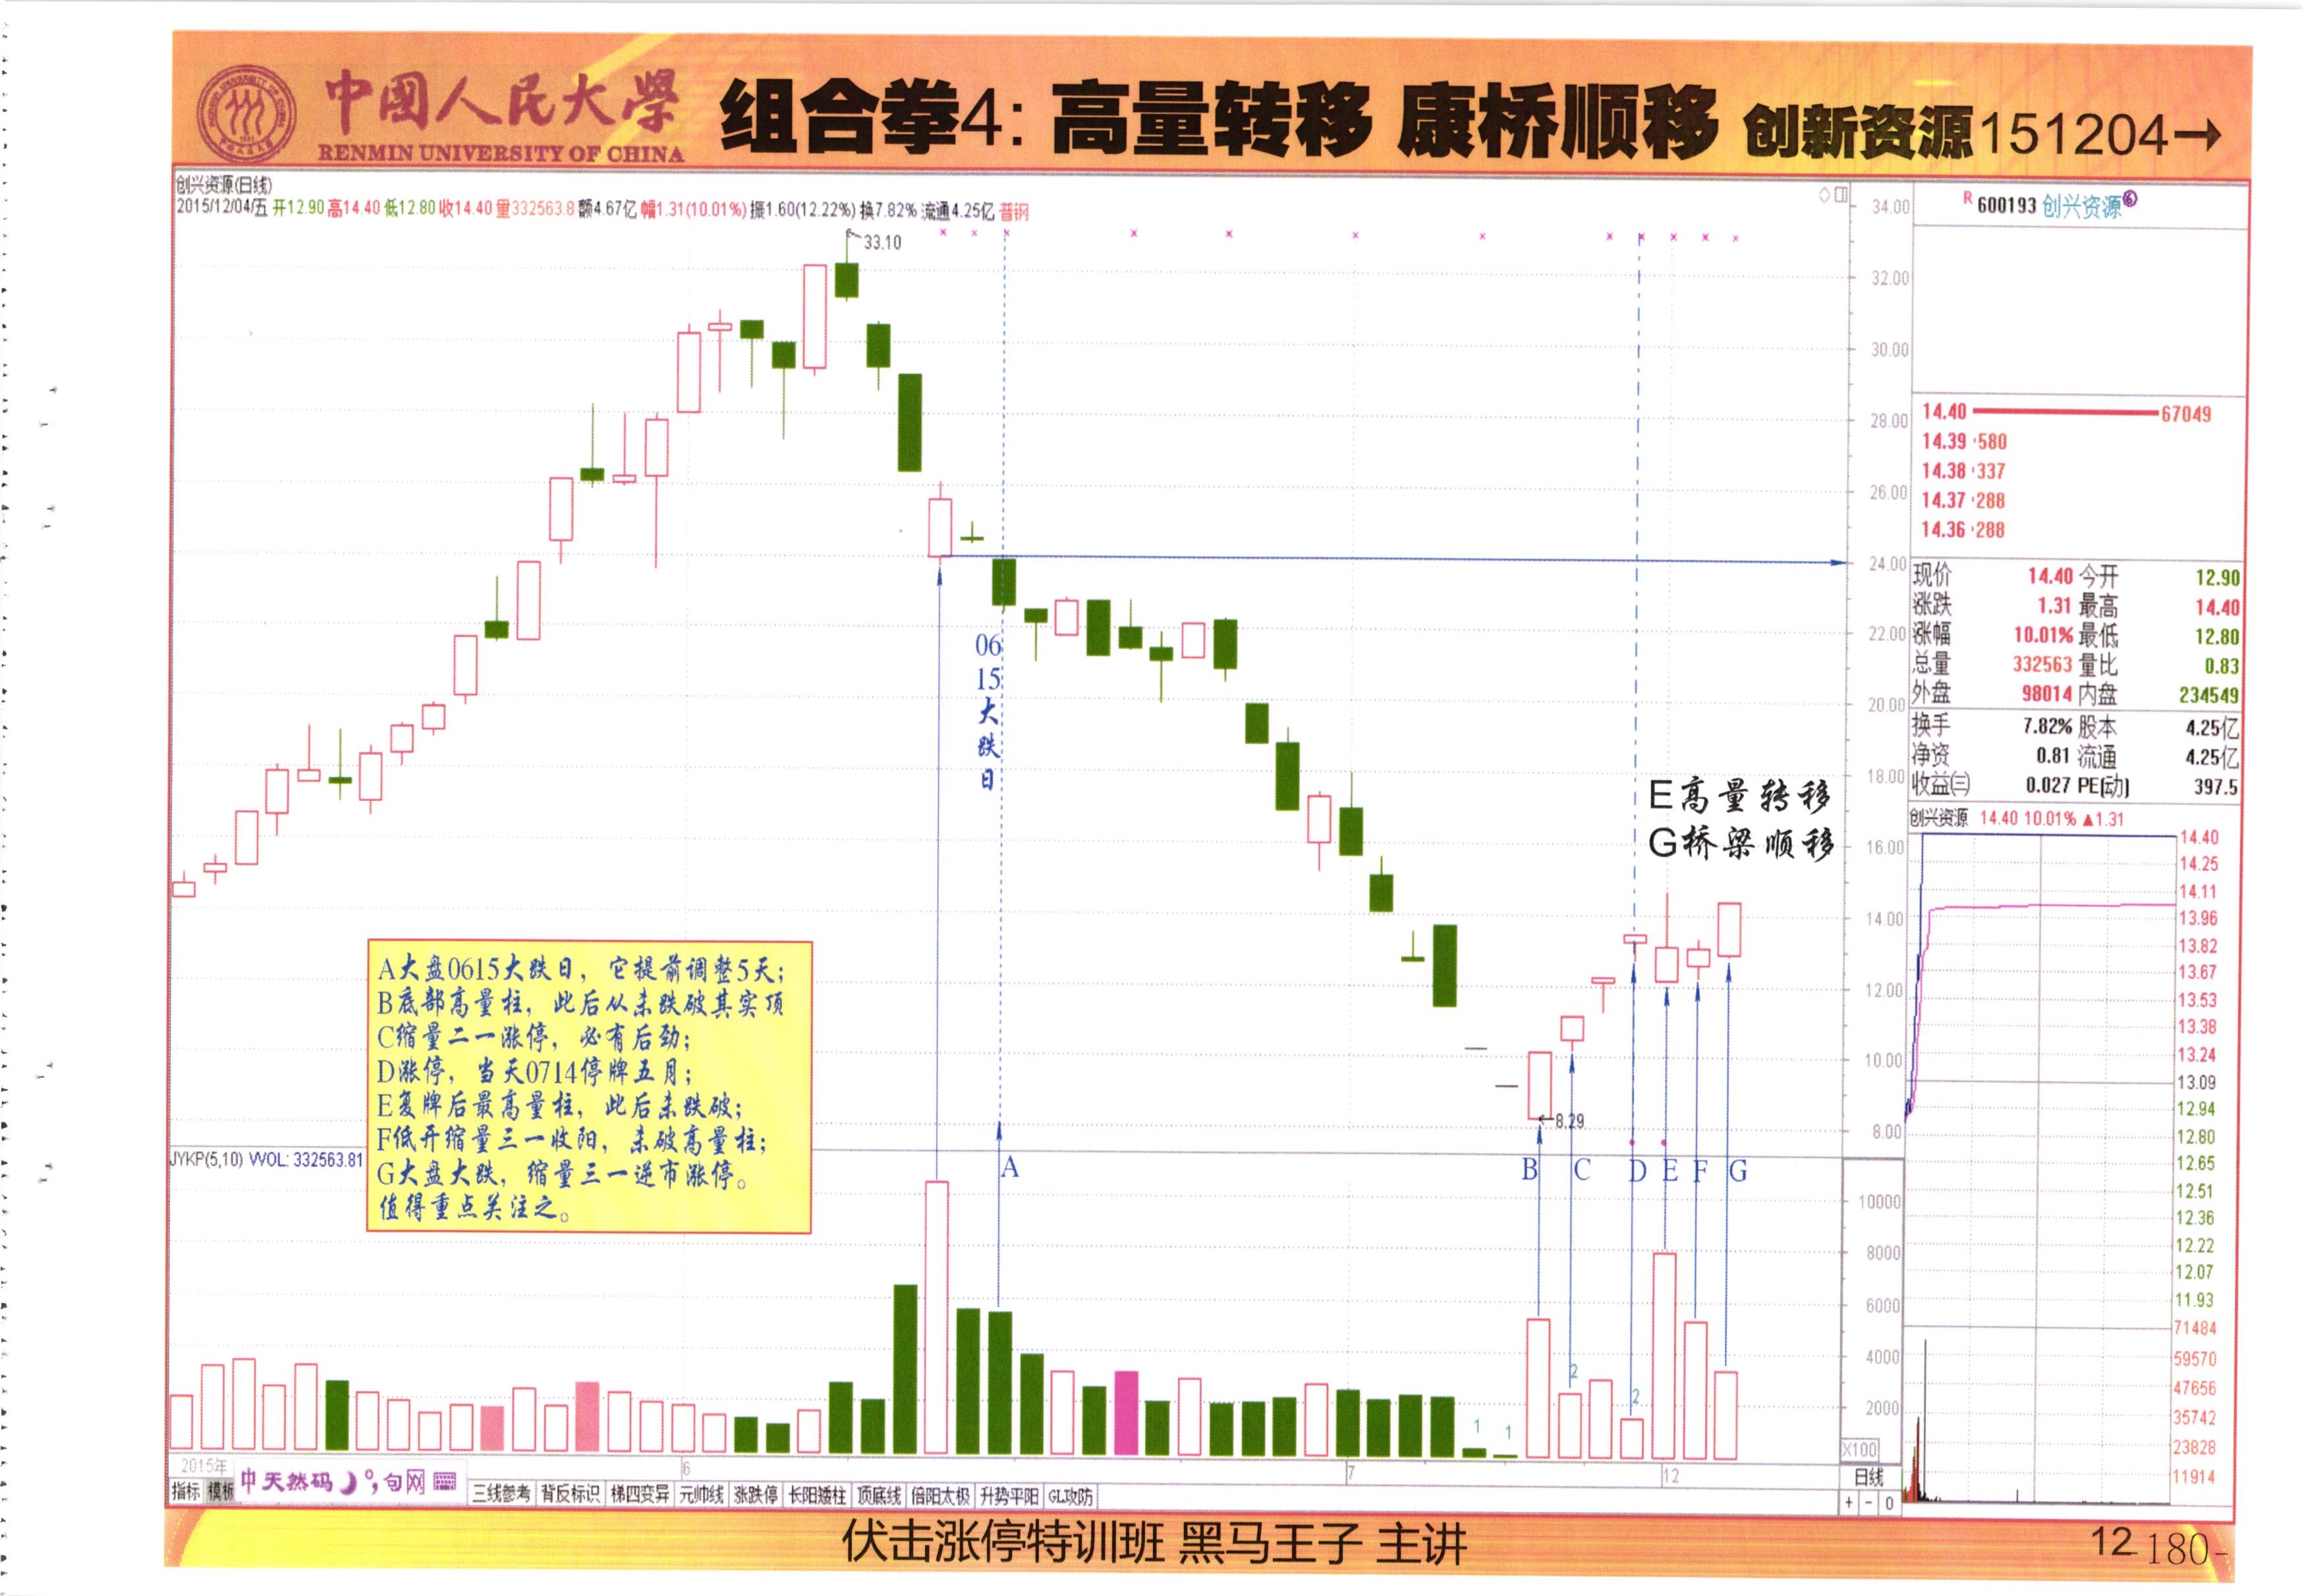 中國人民大學
RENMIN UNIVERSITY OF CHINA
组合拳4: 高量转移 康桥顺移 创新资源151204→
创兴资源(日线)
2015/12/04/五 开12.90 高14.40 低12.80 收14.40 量332563.8 额4.67亿 幅1.31(10.01%) 振1.60(12.22%) 换7.82% 流通4.25亿 普钢
33.10
34.00
32.00
30.00
28.00
26.00
24.00
22.00
20.00
18.00
16.00
14.00
12.00
10.00
8.00
06
15
大
跌
日
E高量转移
G桥梁顺移
A大盘0615大跌日，它提前调整5天；
B底部高量柱，此后从未跌破其实顶
C缩量二一涨停，必有后劲；
D涨停，当天0714停牌五月；
E复牌后最高量柱，此后未跌破；
F低开缩量三一收阳，未破高量柱；
G大盘大跌，缩量三一逆市涨停。
值得重点关注之。
←8.29
JYKP(5,10) VVOL: 332563.81
A
B C D E F G
10000
8000
6000
4000
2000
X100
1 1 2 2
2015年 6 7 12 日线
指标 模板 中天然码 句网 三线参考 背反标识 梯四变异 元帅线 涨跌停 长阳矮柱 顶底线 倍阳太极 升势平阳 GL攻防
+ - 0
R 600193 创兴资源
14.40 67049
14.39 580
14.38 337
14.37 288
14.36 288
现价 14.40 今开 12.90
涨跌 1.31 最高 14.40
涨幅 10.01% 最低 12.80
总量 332563 量比 0.83
外盘 98014 内盘 234549
换手 7.82% 股本 4.25亿
净资 0.81 流通 4.25亿
收益(三) 0.027 PE[动] 397.5
创兴资源 14.40 10.01% ▲1.31
14.40
14.25
14.11
13.96
13.82
13.67
13.53
13.38
13.24
13.09
12.94
12.80
12.65
12.51
12.36
12.22
12.07
11.93
71484
59570
47656
35742
23828
11914
伏击涨停特训班 黑马王子 主讲
12 -180-